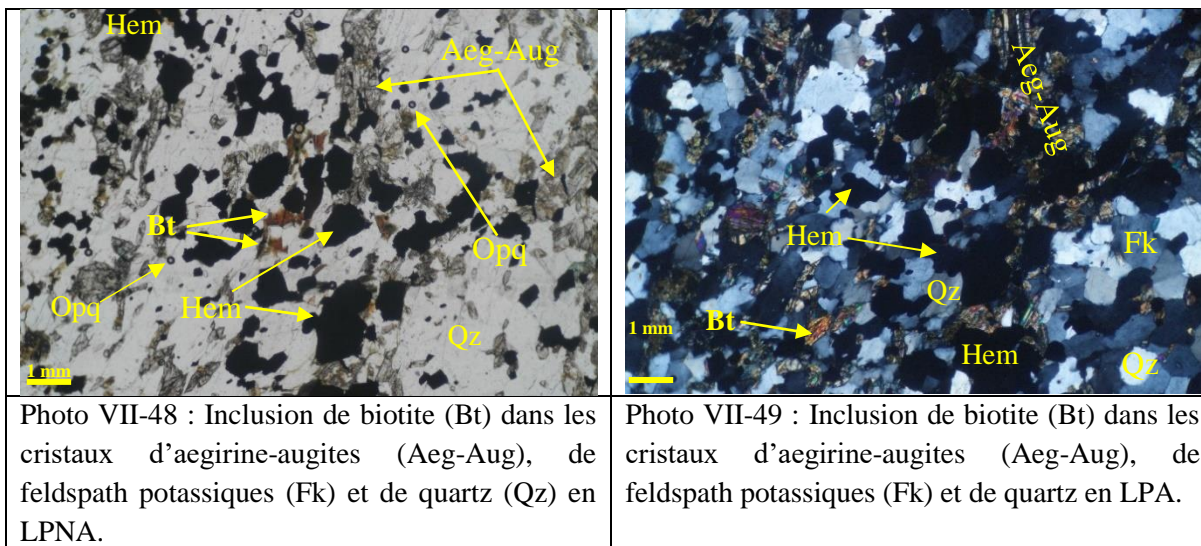 Hem
Aeg-Aug
Bt
Opq
Opq
Hem
Qz
1 mm
Aeg-Aug
Hem
Fk
Qz
Bt
1 mm
Hem
Qz
Photo VII-48 : Inclusion de biotite (Bt) dans les
cristaux d’aegirine-augites (Aeg-Aug), de
feldspath potassiques (Fk) et de quartz (Qz) en
LPNA.
Photo VII-49 : Inclusion de biotite (Bt) dans les
cristaux d’aegirine-augites (Aeg-Aug), de
feldspath potassiques (Fk) et de quartz en LPA.